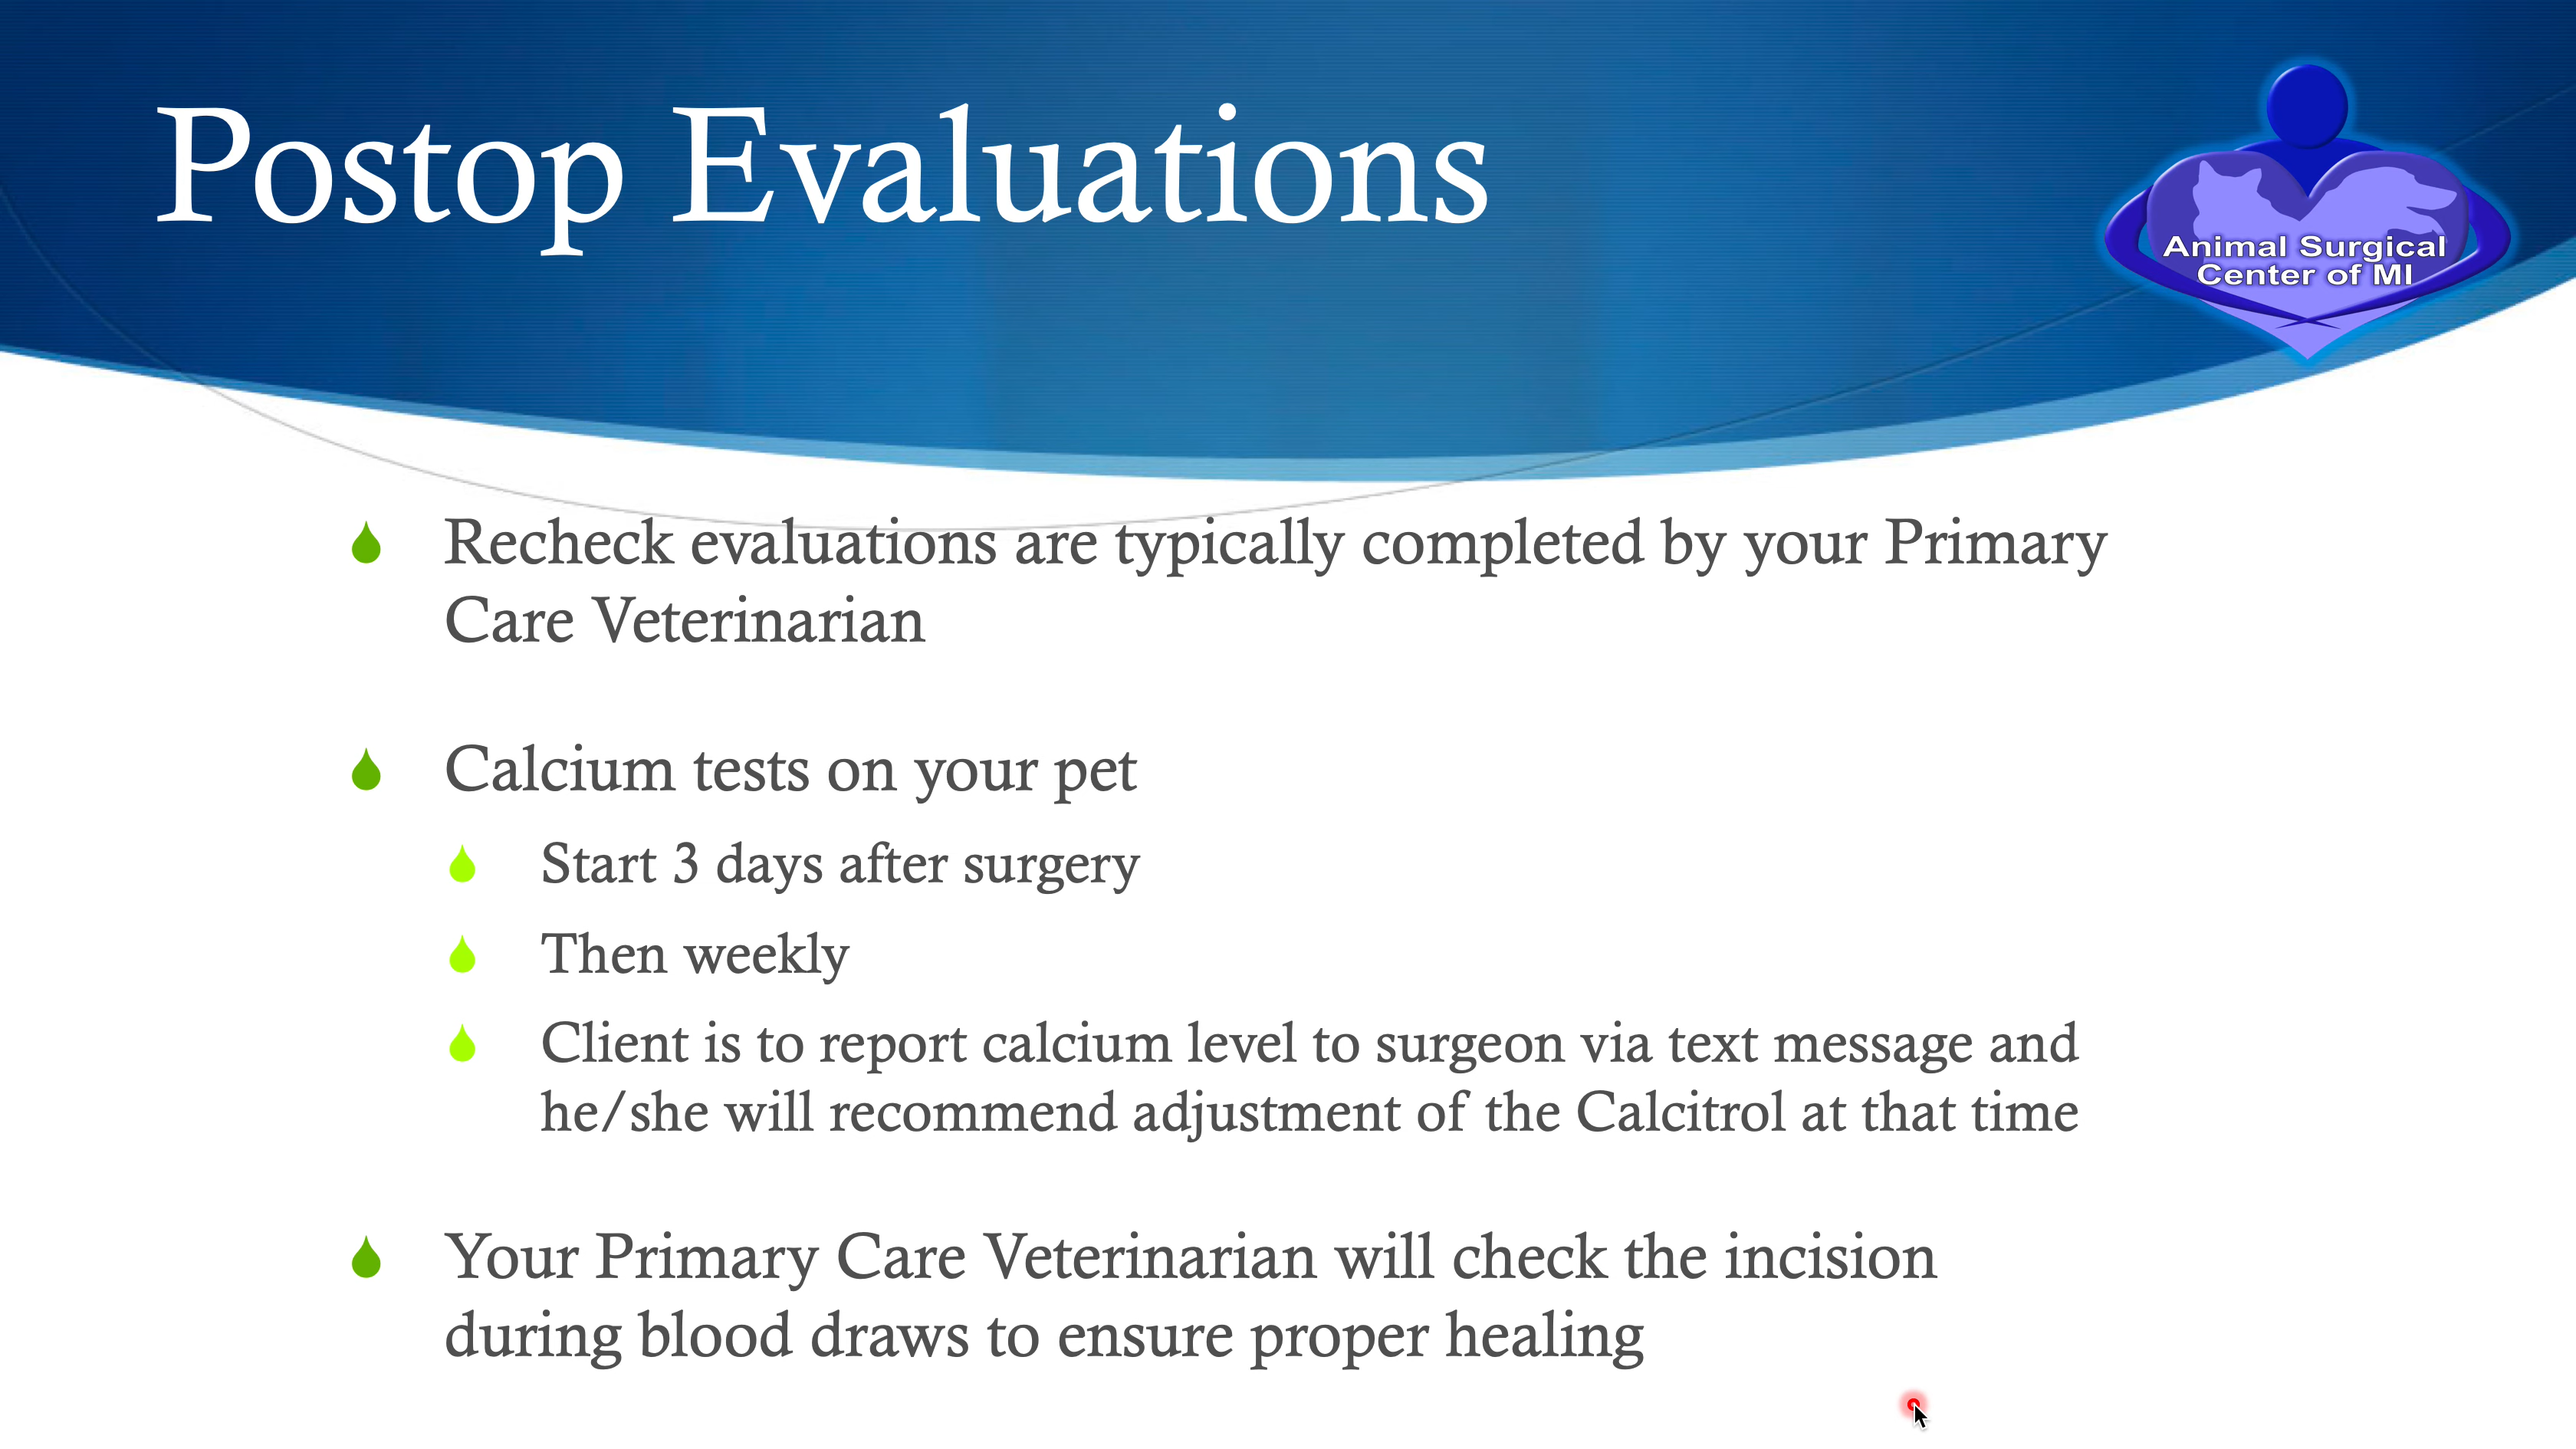 Postop Evaluations
Animal Surgical
Center of MI
Recheck evaluations are typically completed by your Primary
Care Veterinarian
Calcium tests on your pet
Start 3 days after surgery
Then weekly
Client is to report calcium level to surgeon via text message and
he/she will recommend adjustment of the Calcitrol at that time
Your Primary Care Veterinarian will check the incision
during blood draws to ensure proper healing